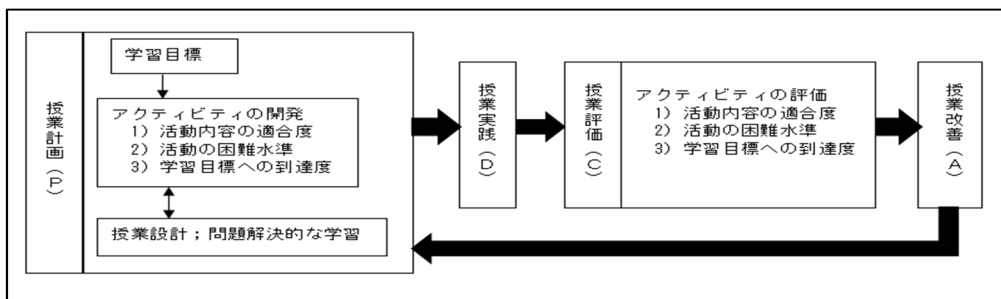 授業計画(P)
学習目標
アクティビティの開発
1) 活動内容の適合度
2) 活動の困難水準
3) 学習目標への到達度
授業設計;問題解決的な学習
授業実践(D)
授業評価(C)
アクティビティの評価
1) 活動内容の適合度
2) 活動の困難水準
3) 学習目標への到達度
授業改善(A)